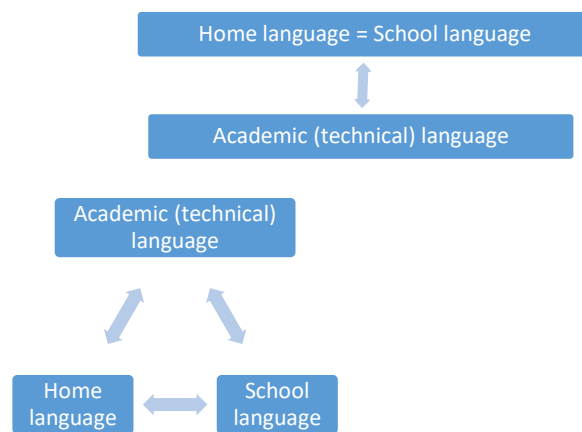 Home language = School language
Academic (technical) language
Academic (technical)
language
Home
language
School
language